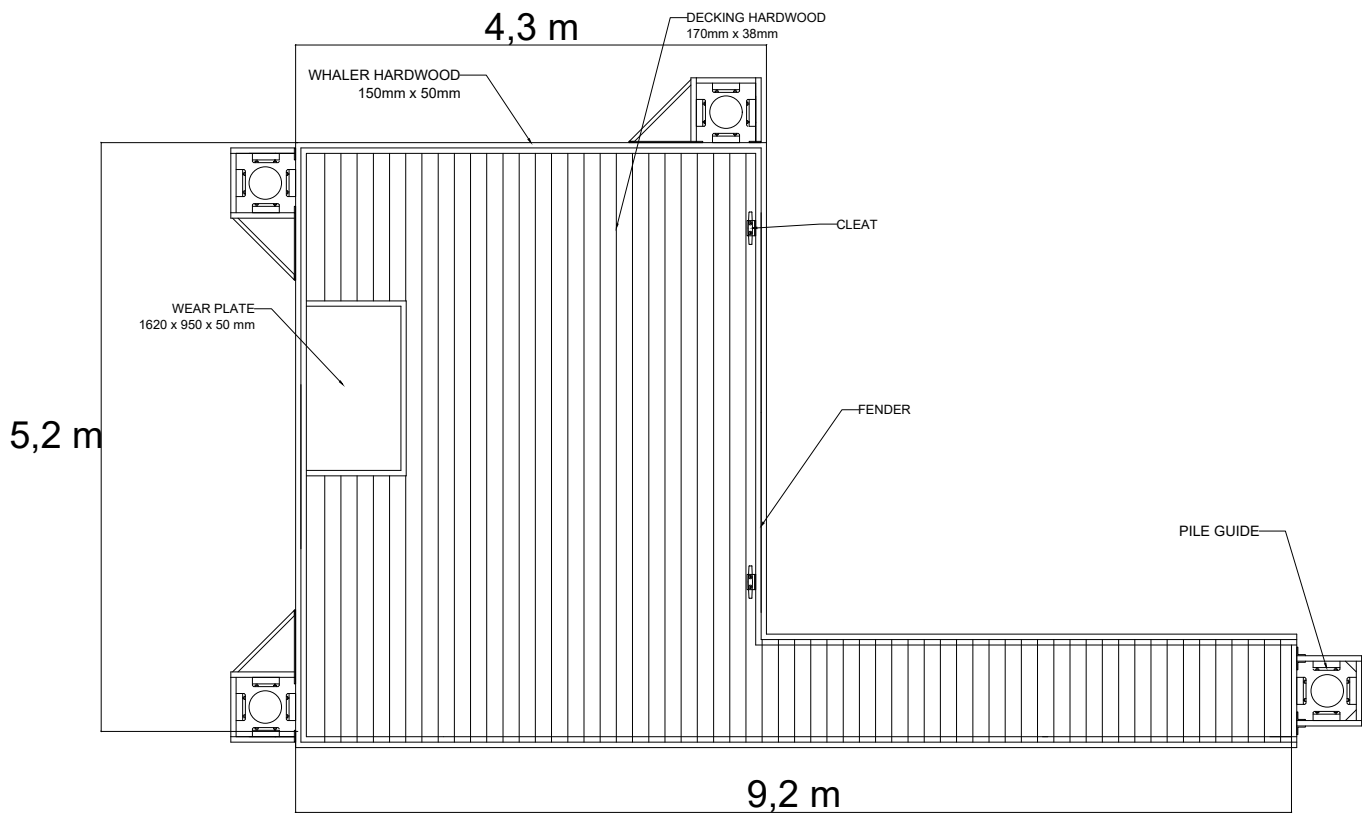 4,3 m
DECKING HARDWOOD
170mm x 38mm
WHALER HARDWOOD
150mm x 50mm
CLEAT
WEAR PLATE
1620 x 950 x 50 mm
FENDER
5,2 m
PILE GUIDE
9,2 m